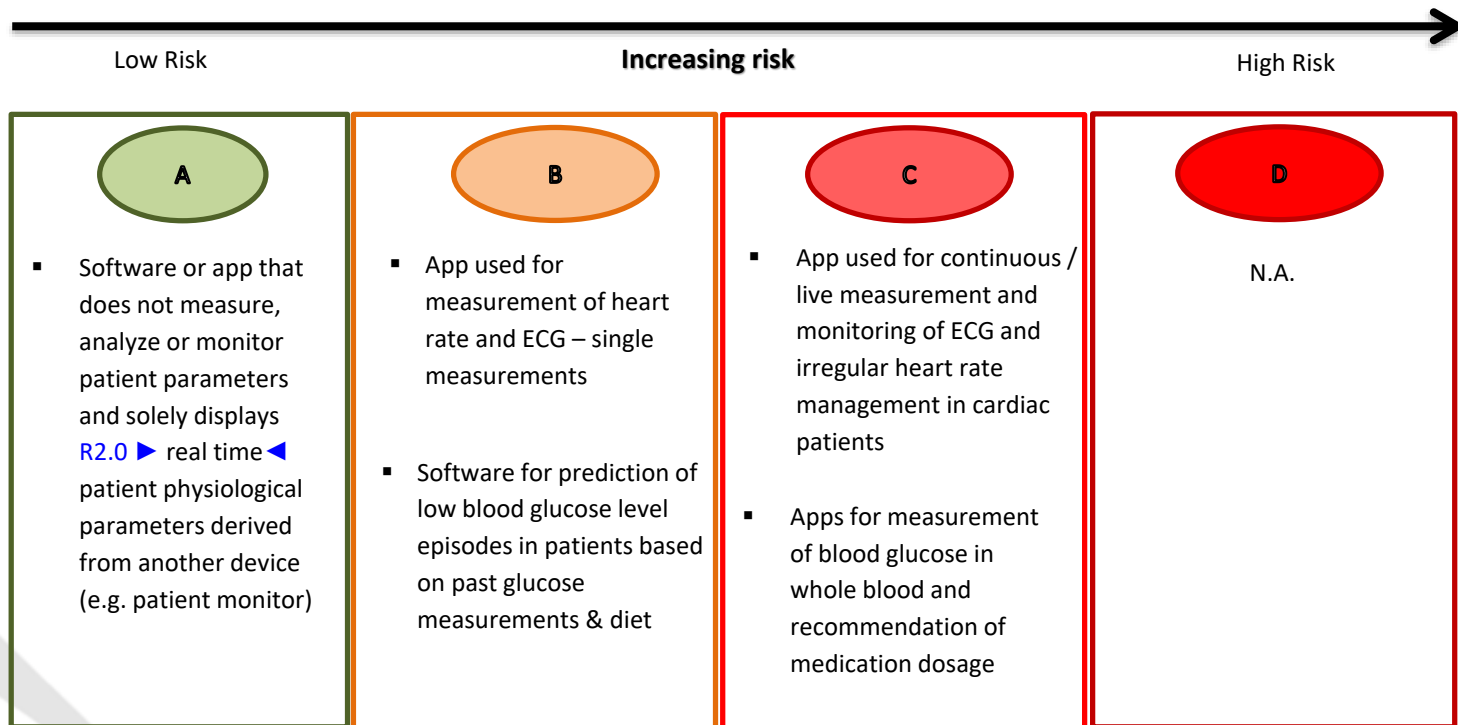 Low Risk
Increasing risk
High Risk
A
▪ Software or app that
does not measure,
analyze or monitor
patient parameters
and solely displays
R2.0 ► real time◄
patient physiological
parameters derived
from another device
(e.g. patient monitor)
B
▪ App used for
measurement of heart
rate and ECG – single
measurements
▪ Software for prediction of
low blood glucose level
episodes in patients based
on past glucose
measurements & diet
C
▪ App used for continuous /
live measurement and
monitoring of ECG and
irregular heart rate
management in cardiac
patients
▪ Apps for measurement
of blood glucose in
whole blood and
recommendation of
medication dosage
D
N.A.